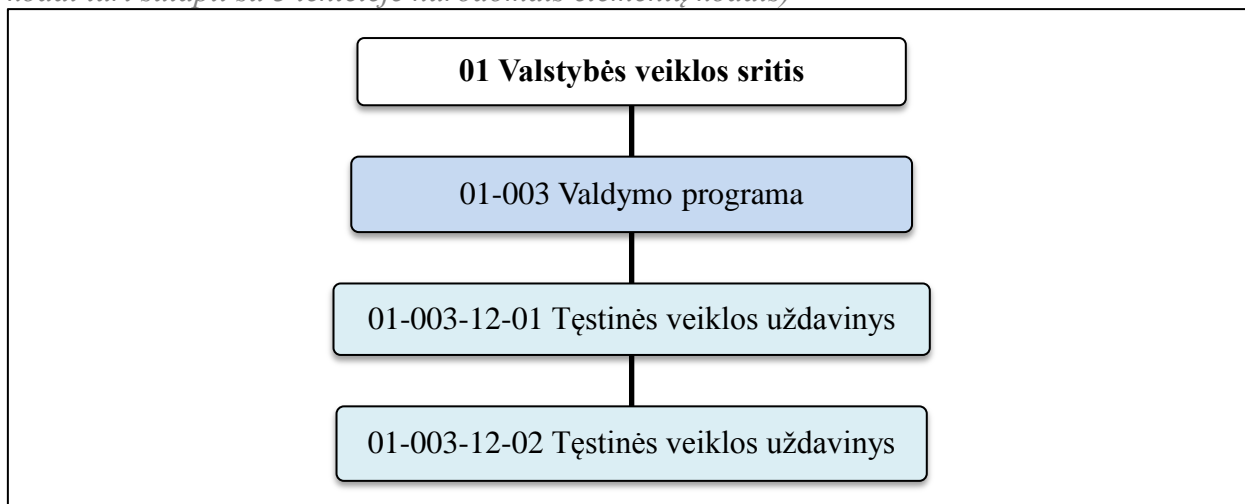 01 Valstybės veiklos sritis
01-003 Valdymo programa
01-003-12-01 Tęstinės veiklos uždavinys
01-003-12-02 Tęstinės veiklos uždavinys